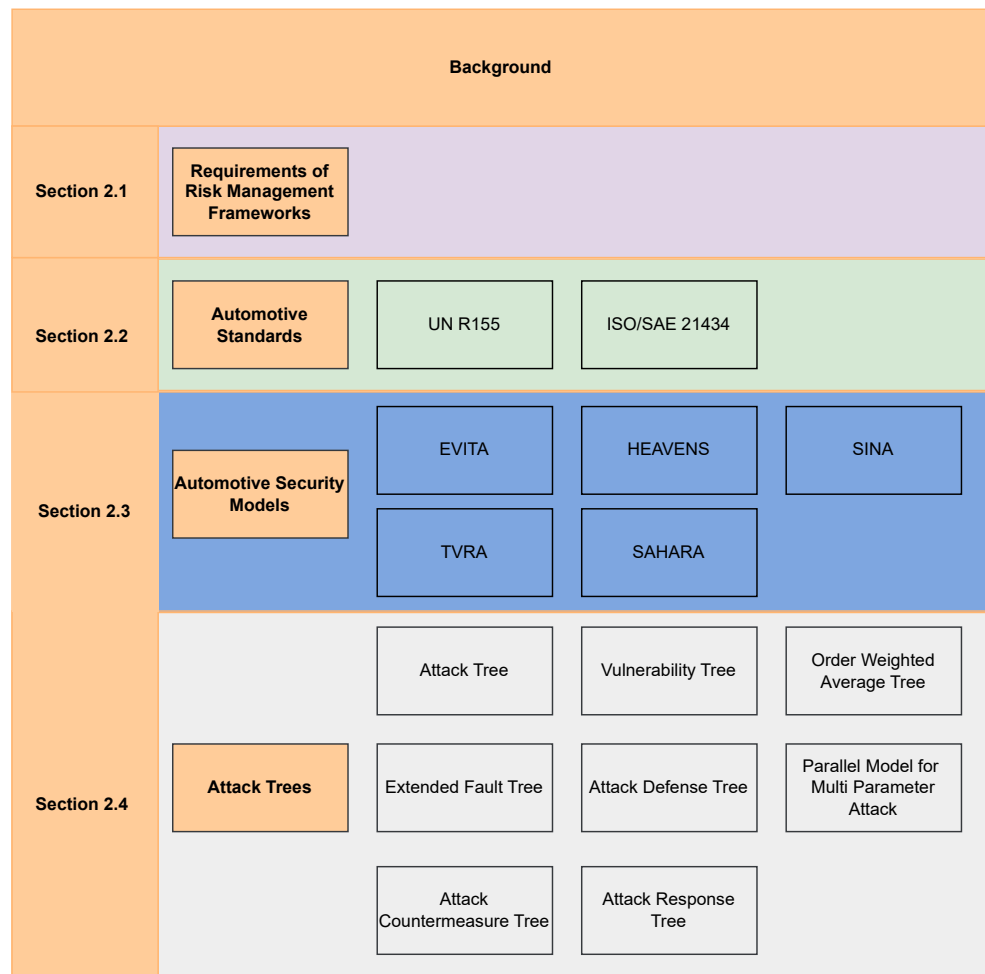 Background
Section 2.1
Requirements of
Risk Management
Frameworks
Section 2.2
Automotive
Standards
UN R155
ISO/SAE 21434
Section 2.3
Automotive Security
Models
EVITA
HEAVENS
SINA
TVRA
SAHARA
Section 2.4
Attack Trees
Attack Tree
Vulnerability Tree
Order Weighted
Average Tree
Extended Fault Tree
Attack Defense Tree
Parallel Model for
Multi Parameter
Attack
Attack
Countermeasure Tree
Attack Response
Tree